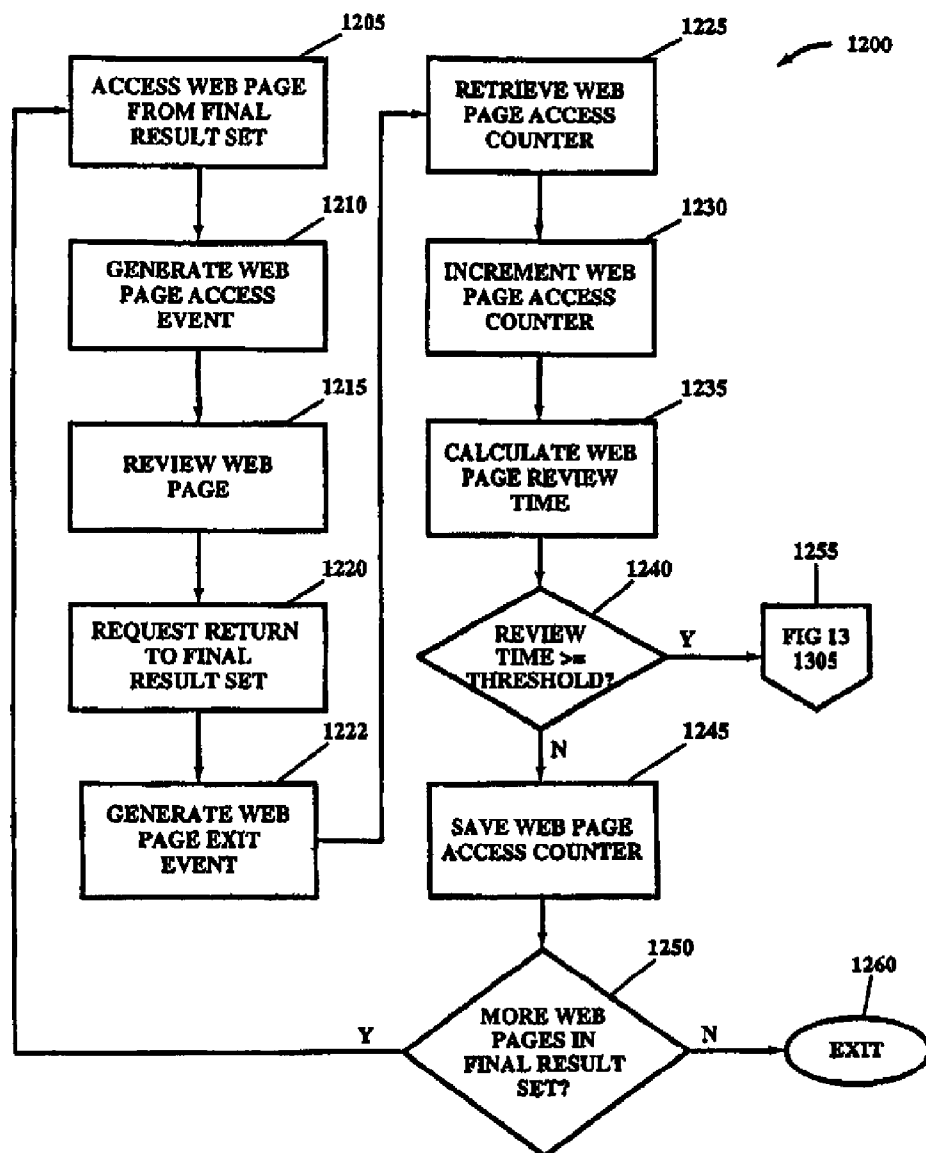 1205
ACCESS WEB PAGE
FROM FINAL
RESULT SET
1210
GENERATE WEB
PAGE ACCESS
EVENT
1215
REVIEW WEB
PAGE
1220
REQUEST RETURN
TO FINAL
RESULT SET
1222
GENERATE WEB
PAGE EXIT
EVENT
1225
1200
RETRIEVE WEB
PAGE ACCESS
COUNTER
1230
INCREMENT WEB
PAGE ACCESS
COUNTER
1235
CALCULATE WEB
PAGE REVIEW
TIME
1240
REVIEW
TIME >=
THRESHOLD?
Y
1255
FIG 13
1305
N
1245
SAVE WEB PAGE
ACCESS COUNTER
1250
MORE WEB
PAGES IN
FINAL RESULT
SET?
Y
N
1260
EXIT